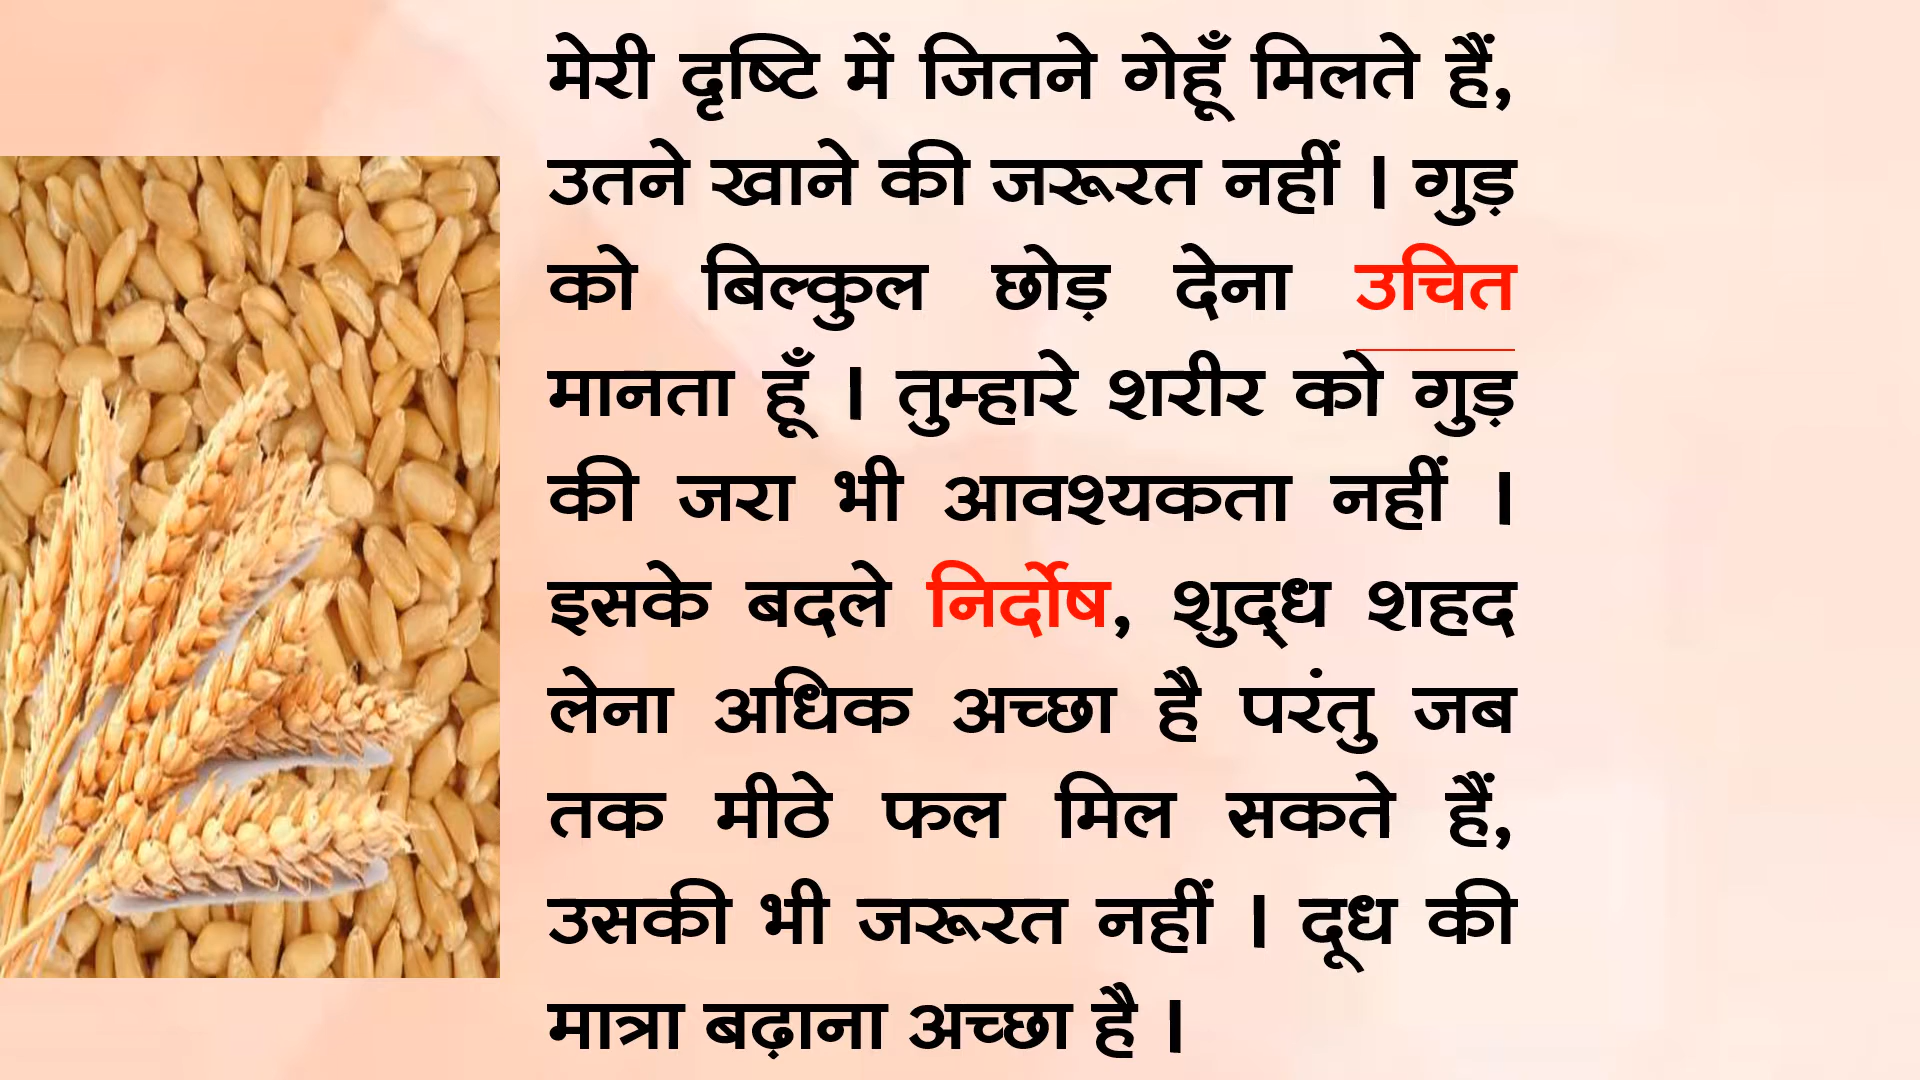 मेरी दृष्टि में जितने गेहूँ मिलते हैं,
उतने खाने की जरूरत नहीं । गुड़
को बिल्कुल छोड़ देना उचित
मानता हूँ । तुम्हारे शरीर को गुड़
की जरा भी आवश्यकता नहीं ।
इसके बदले निर्दोष, शुद्‌ध शहद
लेना अधिक अच्छा है परंतु जब
तक मीठे फल मिल सकते हैं,
उसकी भी जरूरत नहीं । दूध की
मात्रा बढ़ाना अच्छा है ।